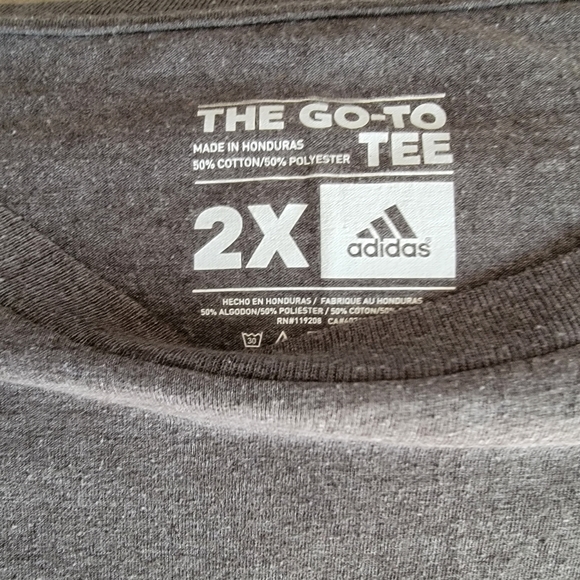 THE GO-TO
MADE IN HONDURAS
50% COTTON/50% POLYESTER
TEE
2X
adidas
HECHO EN HONDURAS / FABRIQUE AU HONDURAS
50% ALGODON/50% POLIESTER / 50% COTON/50%
RN#119208
30